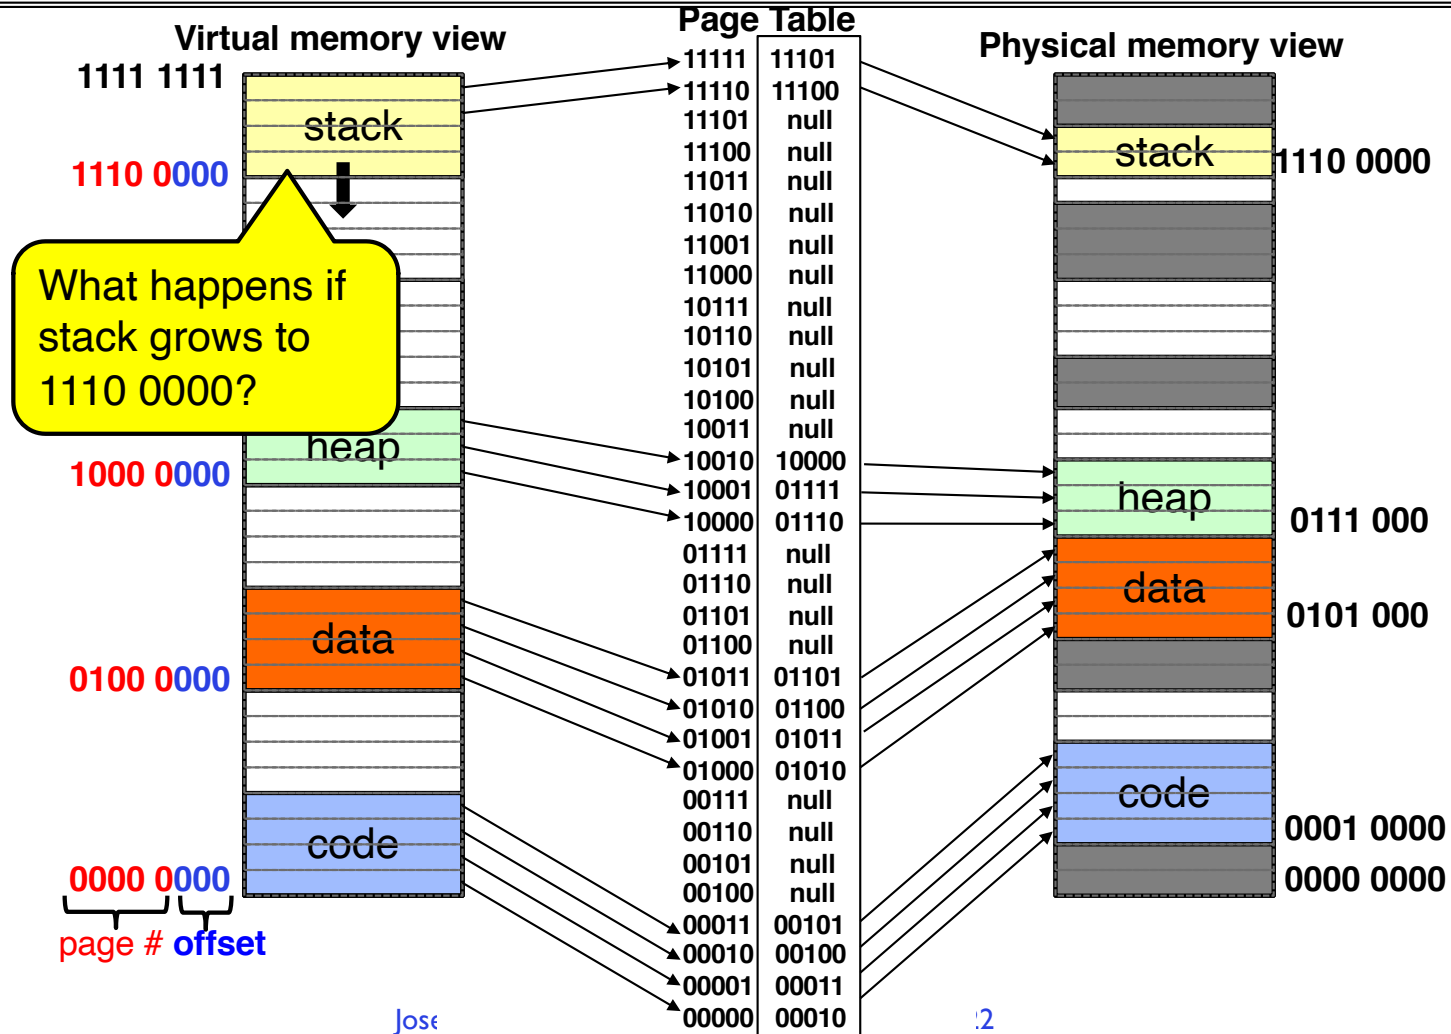 Page Table
Virtual memory view
Physical memory view
1111 1111
stack
1110 0000
What happens if
stack grows to
1110 0000?
heap
1000 0000
data
0100 0000
code
0000 0000
page # offset
11111 11101
11110 11100
11101 null
11100 null
11011 null
11010 null
11001 null
11000 null
10111 null
10110 null
10101 null
10100 null
10011 null
10010 10000
10001 01111
10000 01110
01111 null
01110 null
01101 null
01100 null
01011 01101
01010 01100
01001 01011
01000 01010
00111 null
00110 null
00101 null
00100 null
00011 00101
00010 00100
00001 00011
00000 00010
stack
1110 0000
heap
0111 000
data
0101 000
code
0001 0000
0000 0000